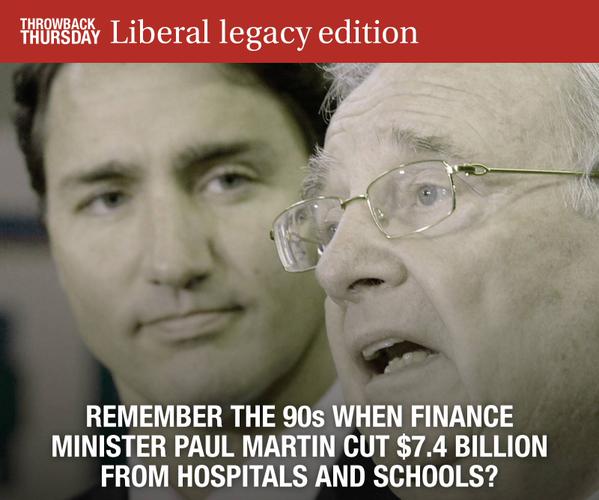 THROWBACK
THURSDAY Liberal legacy edition
REMEMBER THE 90s WHEN FINANCE
MINISTER PAUL MARTIN CUT $7.4 BILLION
FROM HOSPITALS AND SCHOOLS?